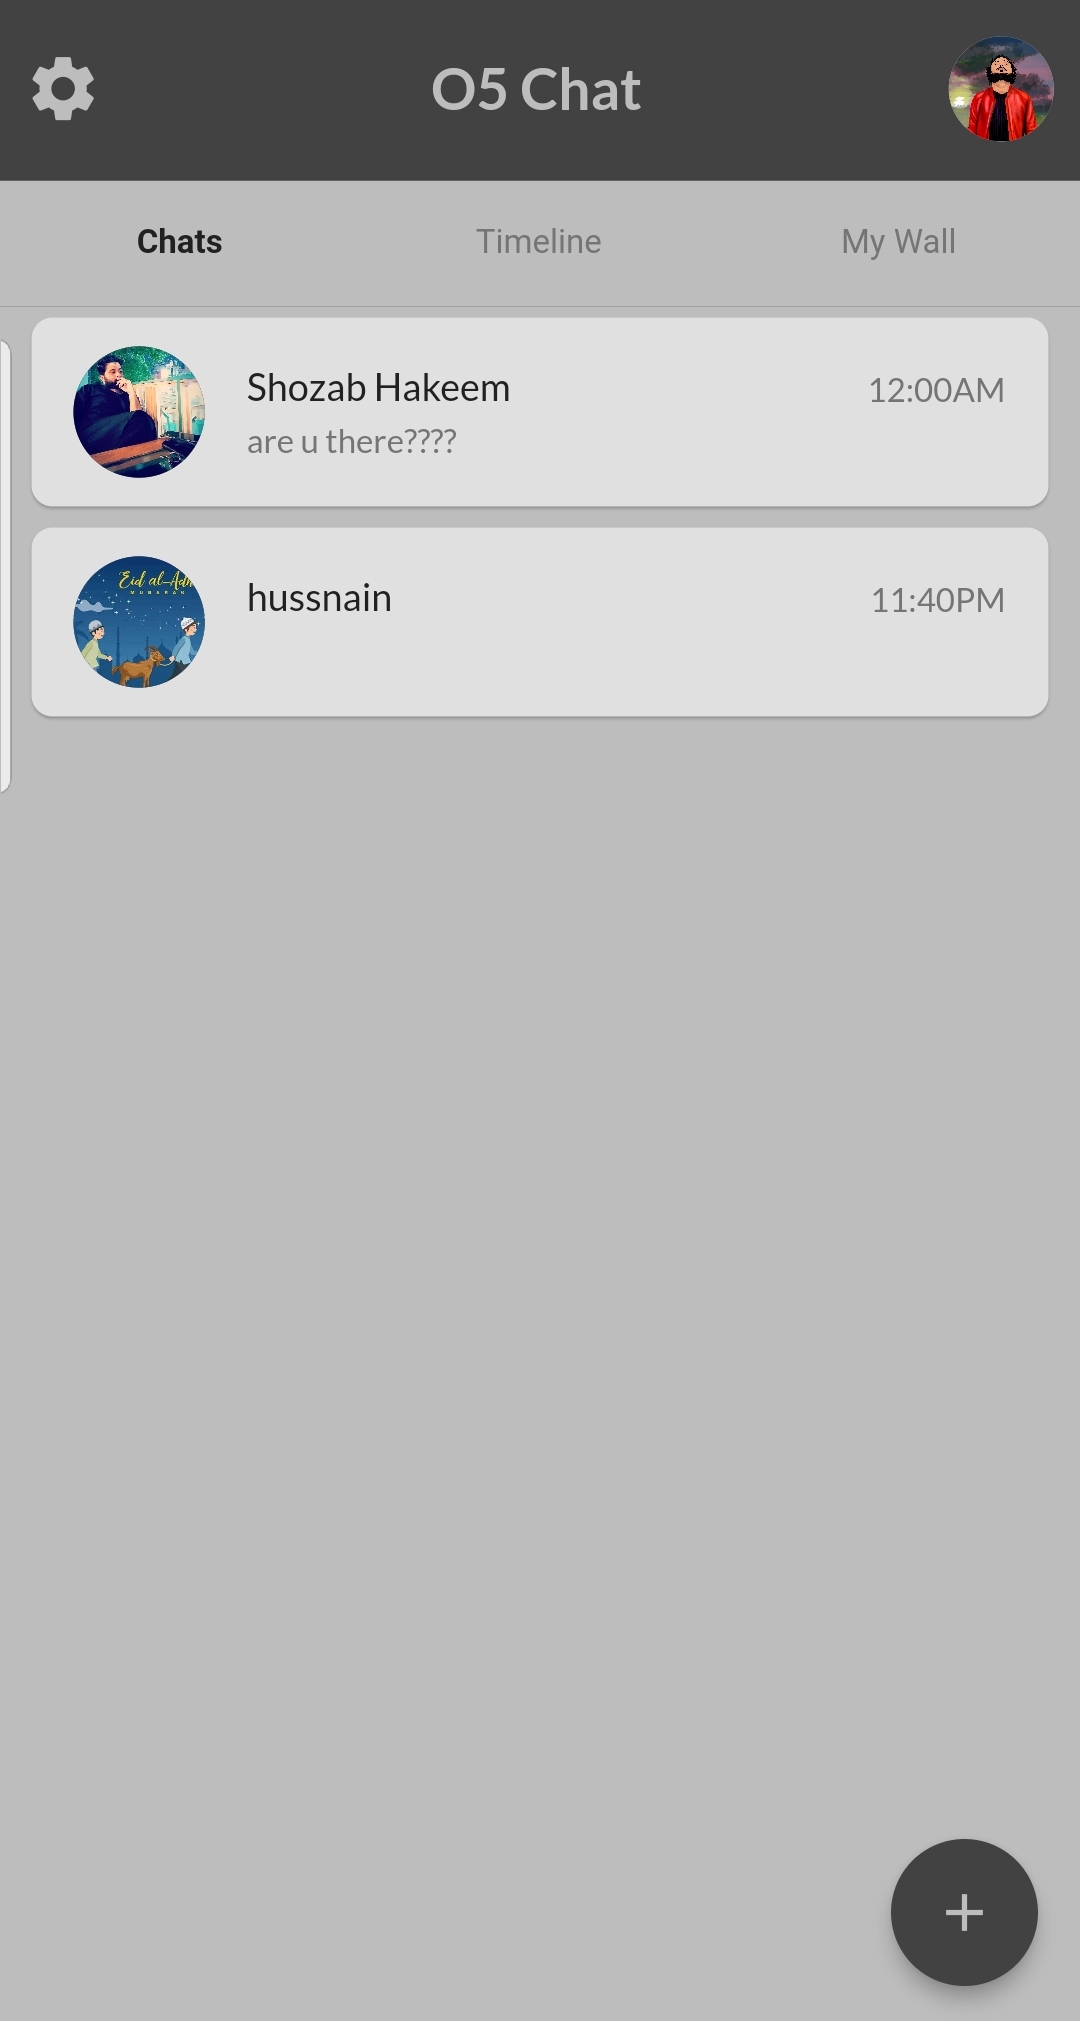 O5 Chat
Chats
Timeline
My Wall
Shozab Hakeem
12:00AM
are u there????
Eid al-Adh
MUBARAK
hussnain
11:40PM